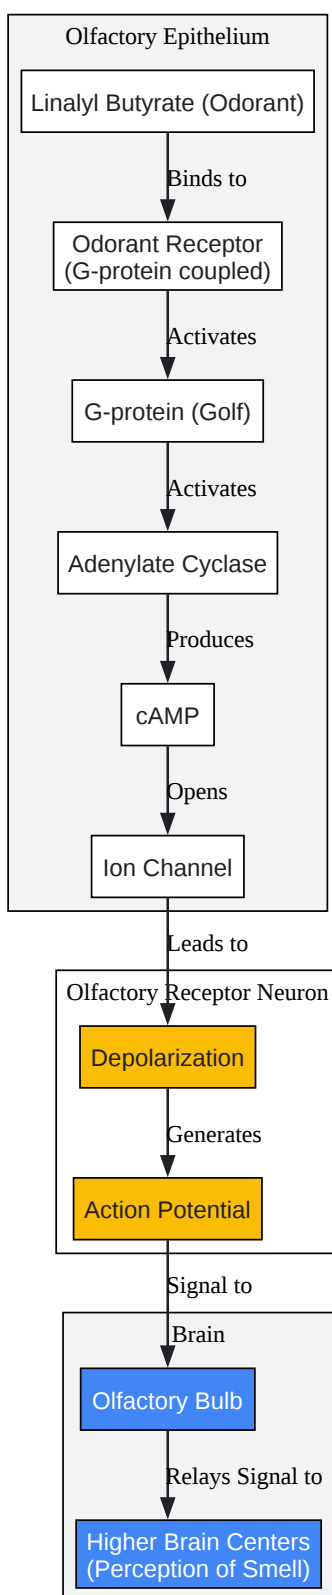 Olfactory Epithelium
Linalyl Butyrate (Odorant)
Binds to
Odorant Receptor
(G-protein coupled)
Activates
G-protein (Golf)
Activates
Adenylate Cyclase
Produces
cAMP
Opens
Ion Channel
Leads to
Olfactory Receptor Neuron
Depolarization
Generates
Action Potential
Signal to
Brain
Olfactory Bulb
Relays Signal to
Higher Brain Centers
(Perception of Smell)